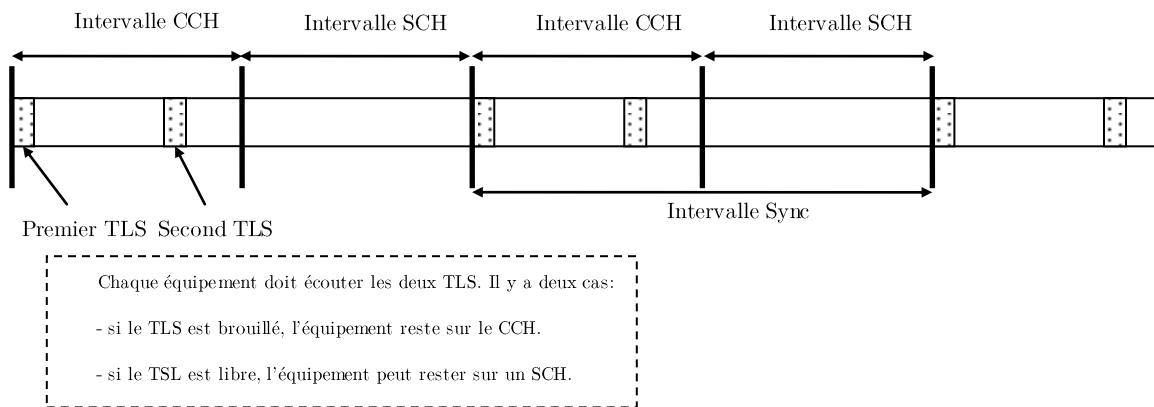 Intervalle CCH Intervalle SCH Intervalle CCH Intervalle SCH
Intervalle Sync
Premier TLS Second TLS
Chaque équipement doit écouter les deux TLS. Il y a deux cas:
- si le TLS est brouillé, l'équipement reste sur le CCH.
- si le TSL est libre, l'équipement peut rester sur un SCH.